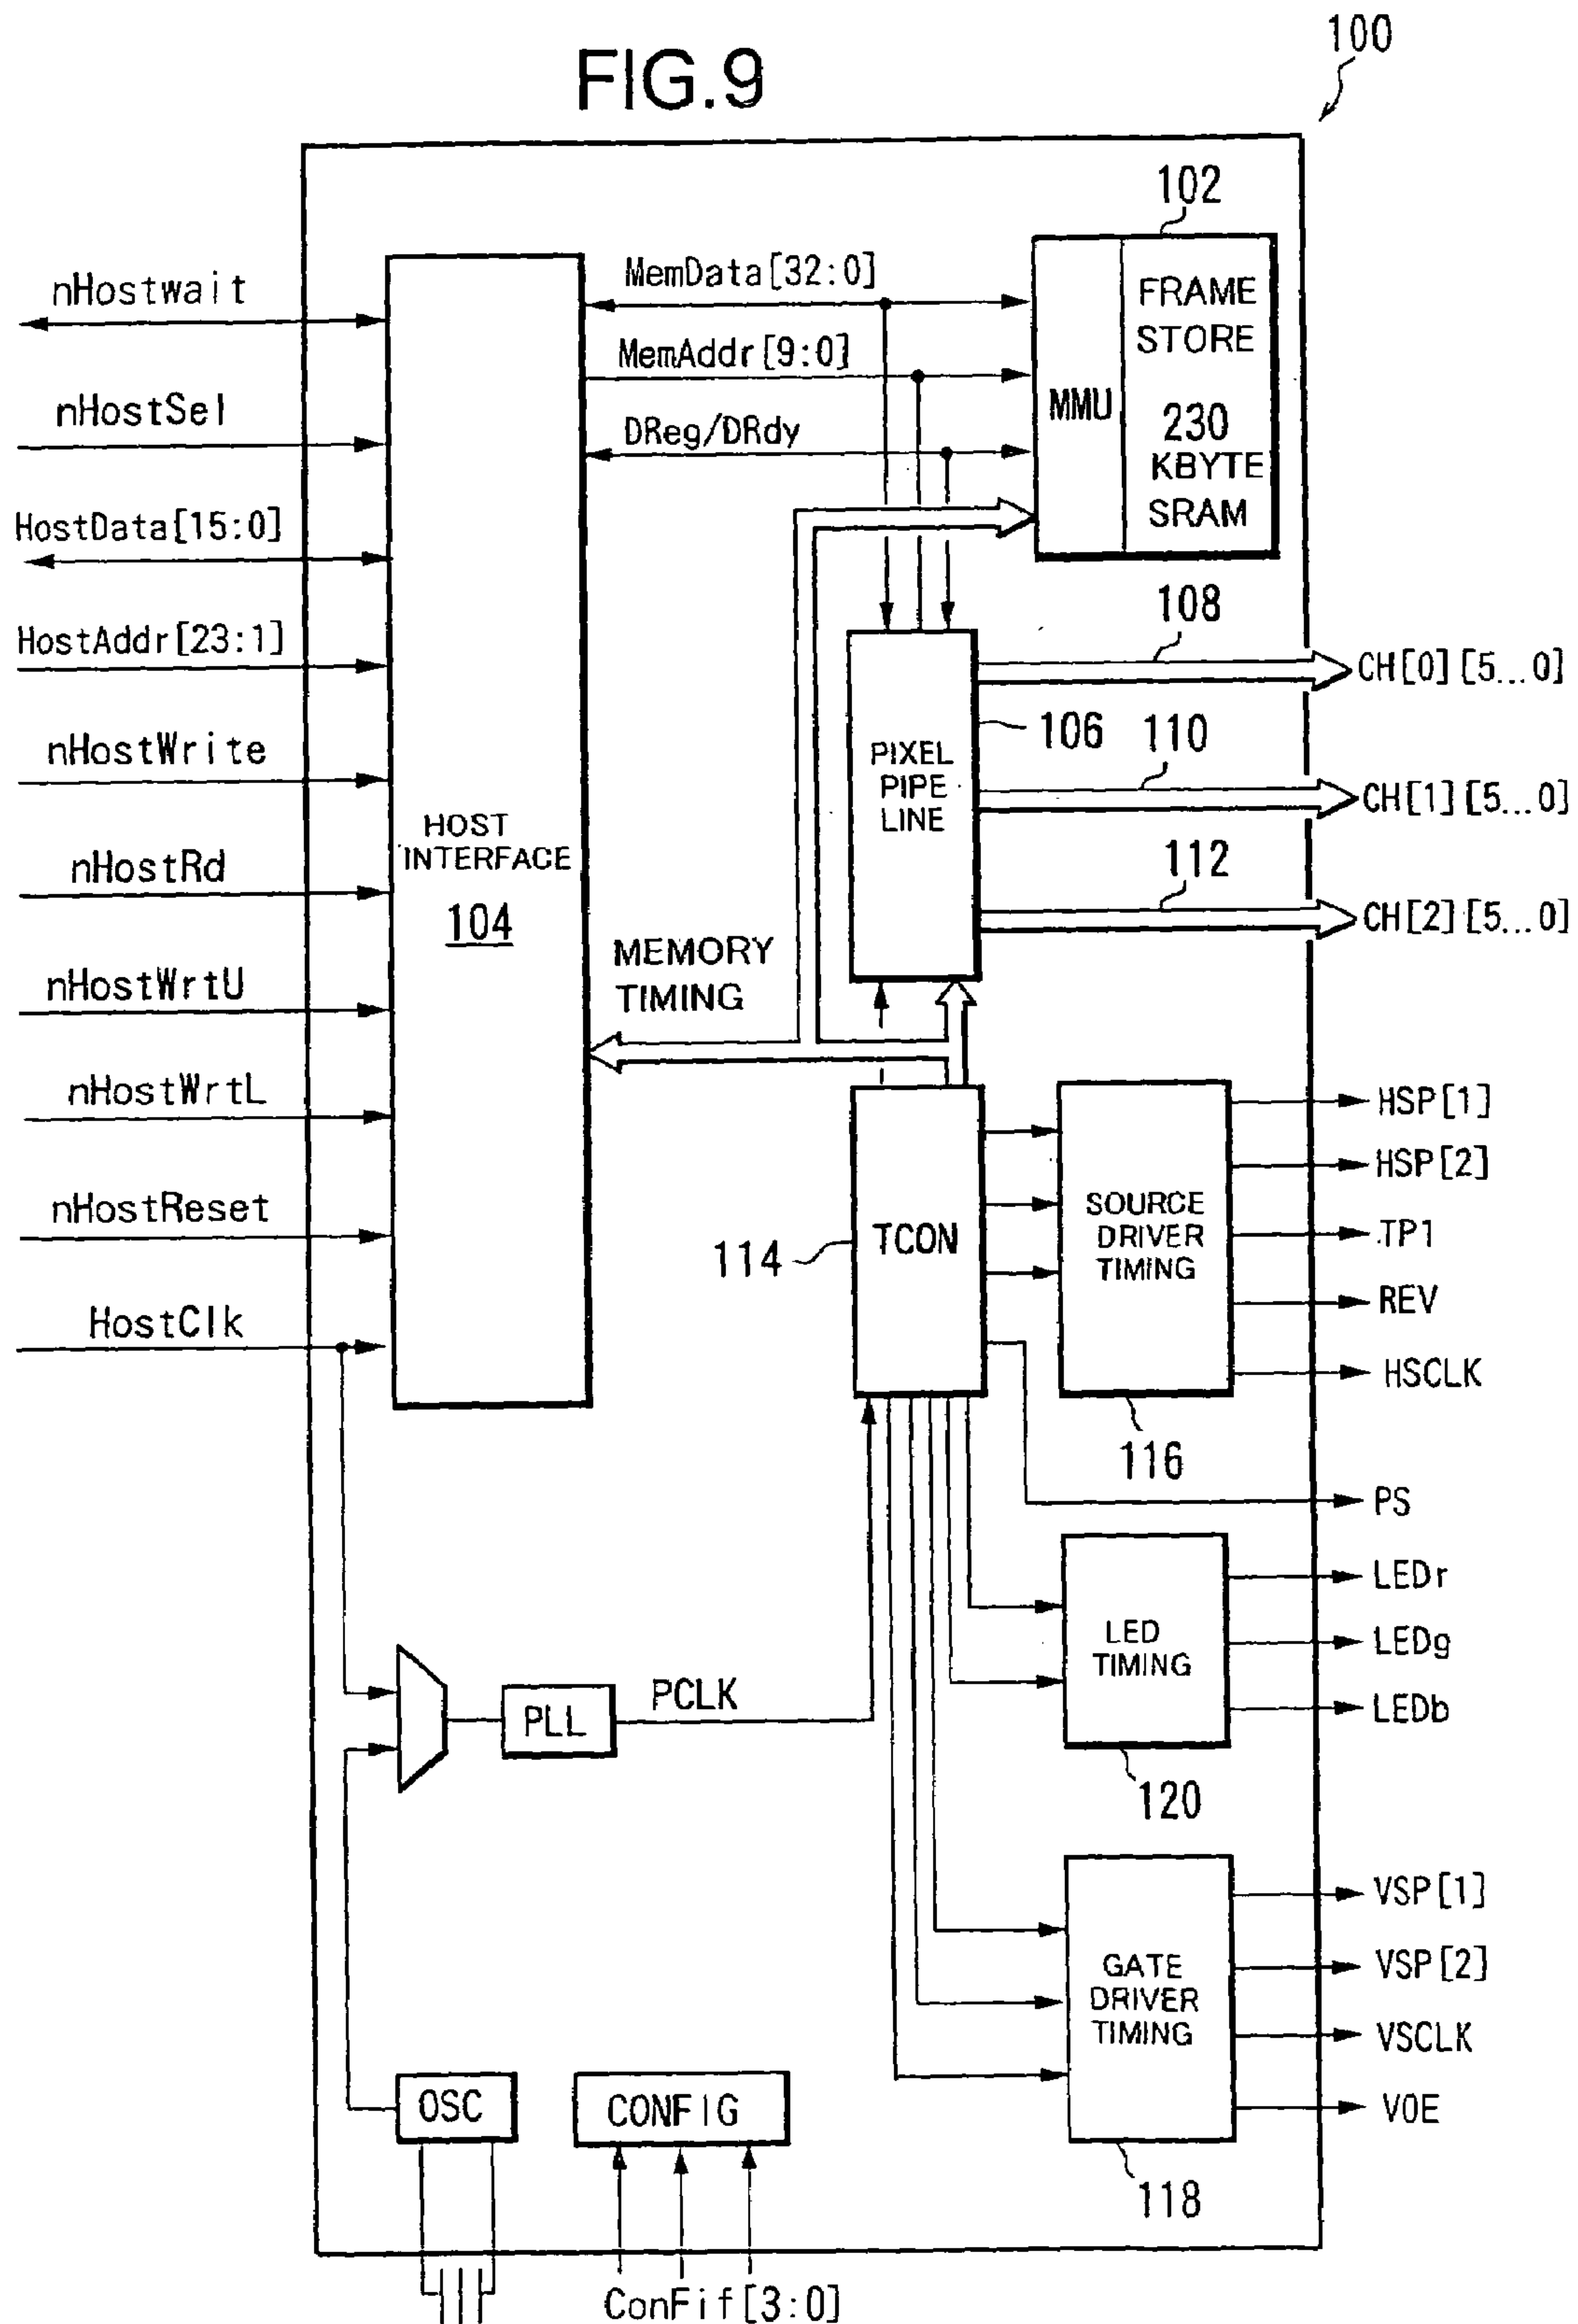 FIG.9
100
102
nHostwait
MemData[32:0]
FRAME
STORE
MemAddr[9:0]
MMU
nHostSel
DReg/DRdy
230
KBYTE
SRAM
HostData[15:0]
108
HostAddr[23:1]
CH[0][5...0]
106
110
nHostWrite
PIXEL
PIPE
LINE
CH[1][5...0]
HOST
INTERFACE
104
nHostRd
112
CH[2][5...0]
MEMORY
TIMING
nHostWrtU
nHostWrtL
HSP[1]
HSP[2]
nHostReset
SOURCE
DRIVER
TIMING
TCON
114
TP1
REV
HostClk
HSCLK
116
PS
LEDr
LED
TIMING
LEDg
PCLK
PLL
LEDb
120
VSP[1]
GATE
DRIVER
TIMING
VSP[2]
VSCLK
OSC
CONFIG
VOE
118
ConFif[3:0]